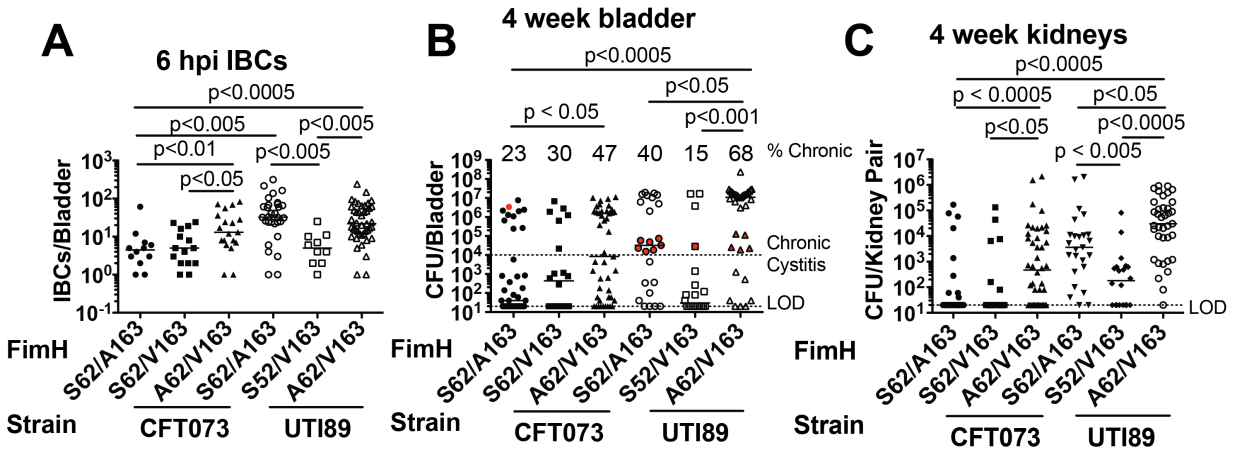 A
6 hpi IBCs
p<0.0005
p<0.005
p<0.005
p<0.01
p<0.005
p<0.05
IBCs/Bladder
10³
10²
10¹
10⁰
10⁻¹
FimH
S62/A163
S62/V163
A62/V163
S62/A163
S52/V163
A62/V163
Strain
CFT073
UTI89
B
4 week bladder
p<0.0005
p<0.05
p < 0.05
p<0.001
23 30 47 40 15 68 % Chronic
CFU/Bladder
10⁹
10⁸
10⁷
10⁶
10⁵
10⁴
10³
10²
10¹
Chronic
Cystitis
LOD
FimH
S62/A163
S62/V163
A62/V163
S62/A163
S52/V163
A62/V163
Strain
CFT073
UTI89
C
4 week kidneys
p<0.0005
p < 0.0005
p<0.05
p<0.05
p<0.0005
p < 0.005
CFU/Kidney Pair
10⁷
10⁶
10⁵
10⁴
10³
10²
10¹
LOD
FimH
S62/A163
S62/V163
A62/V163
S62/A163
S52/V163
A62/V163
Strain
CFT073
UTI89